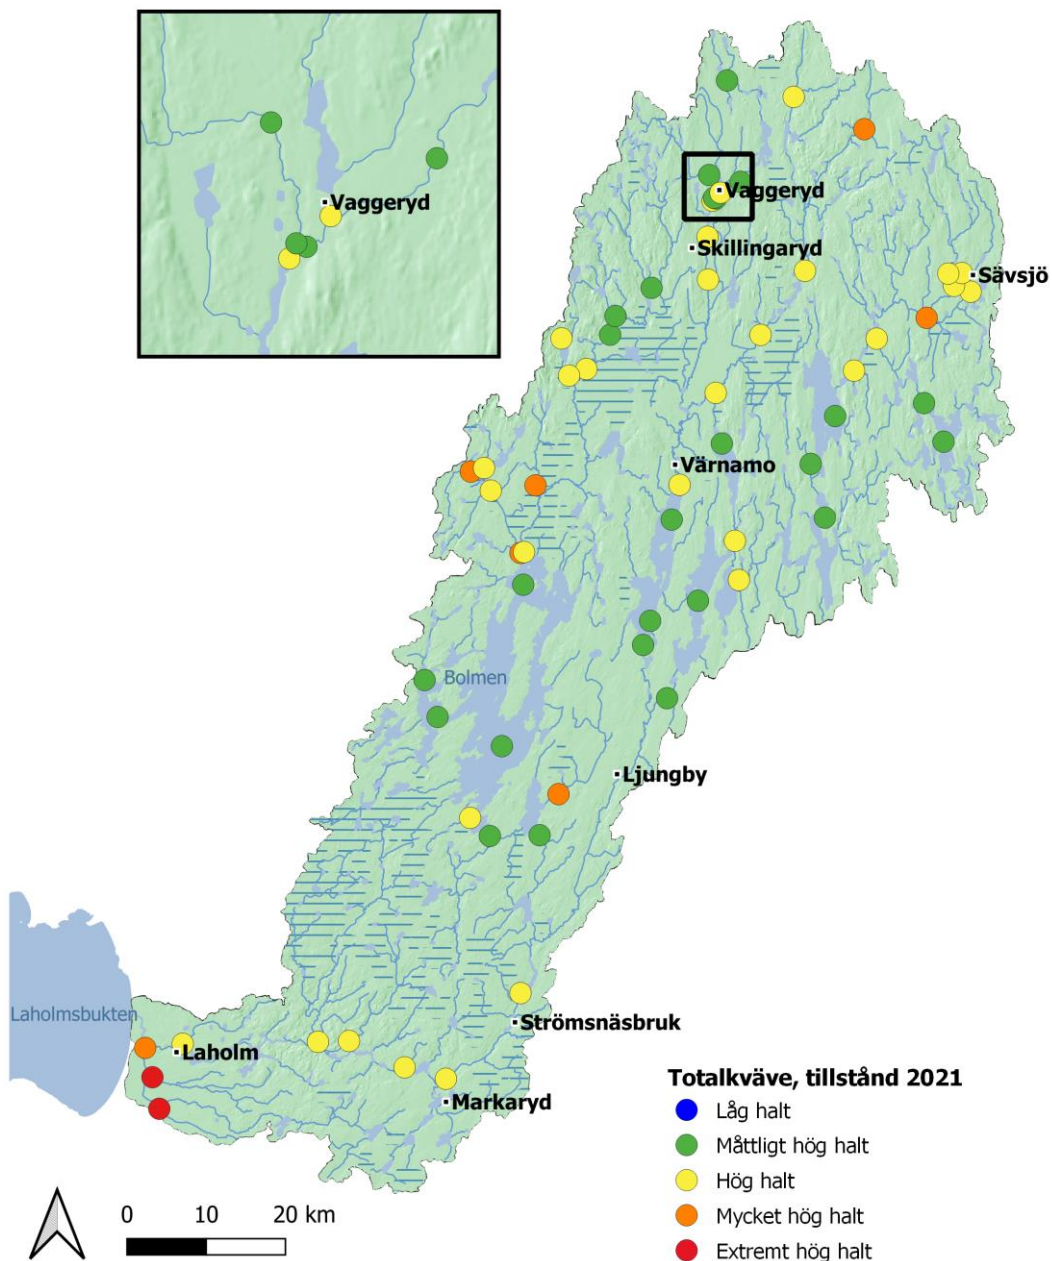 Vaggeryd
Vaggeryd
Skillingaryd
Sävsjö
Värnamo
Bolmen
Ljungby
Laholmsbukten
Strömsnäsbruk
Laholm
Markaryd
Totalkväve, tillstånd 2021
Låg halt
Måttligt hög halt
Hög halt
Mycket hög halt
Extremt hög halt
0 10 20 km